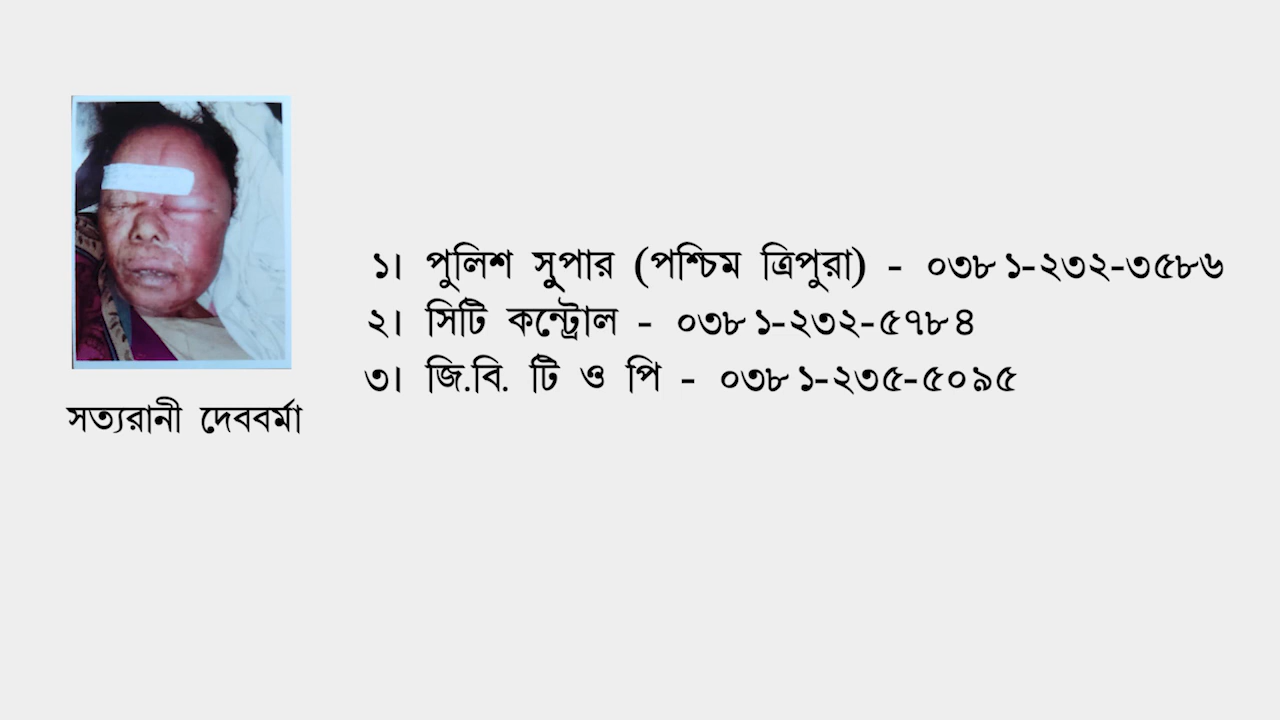 সত্যরানী দেববর্মা
১। পুলিশ সুপার (পশ্চিম ত্রিপুরা) - ০৩৮১-২৩২-৩৫৮৬
২। সিটি কন্ট্রোল - ০৩৮১-২৩২-৫৭৮৪
৩। জি.বি. টি ও পি - ০৩৮১-২৩৫-৫০৯৫